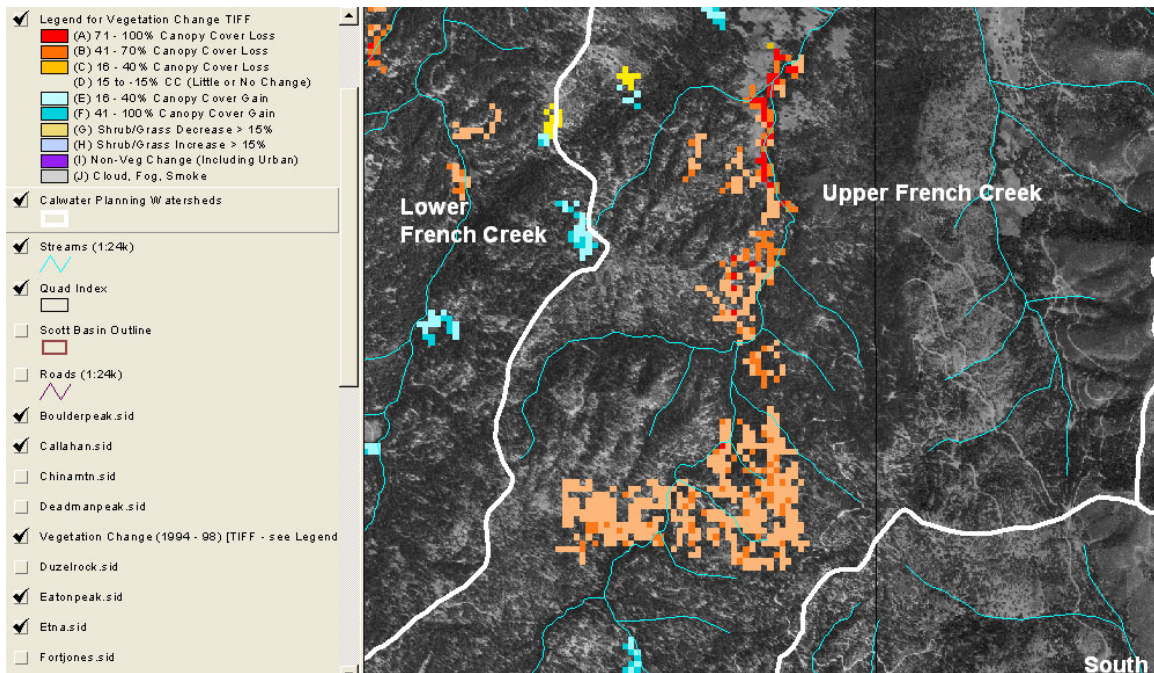 Legend for Vegetation Change TIFF
(A) 71 - 100% Canopy Cover Loss
(B) 41 - 70% Canopy Cover Loss
(C) 16 - 40% Canopy Cover Loss
(D) 15 to -15% CC (Little or No Change)
(E) 16 - 40% Canopy Cover Gain
(F) 41 - 100% Canopy Cover Gain
(G) Shrub/Grass Decrease > 15%
(H) Shrub/Grass Increase > 15%
(I) Non-Veg Change (Including Urban)
(J) Cloud, Fog, Smoke
Calwater Planning Watersheds
Streams (1:24k)
Quad Index
Scott Basin Outline
Roads (1:24k)
Boulderpeak.sid
Callahan.sid
Chinamtn.sid
Deadmanpeak.sid
Vegetation Change (1994 - 98) [TIFF - see Legend
Duzelrock.sid
Eatonpeak.sid
Etna.sid
Fortjones.sid
Lower
French Creek
Upper French Creek
South